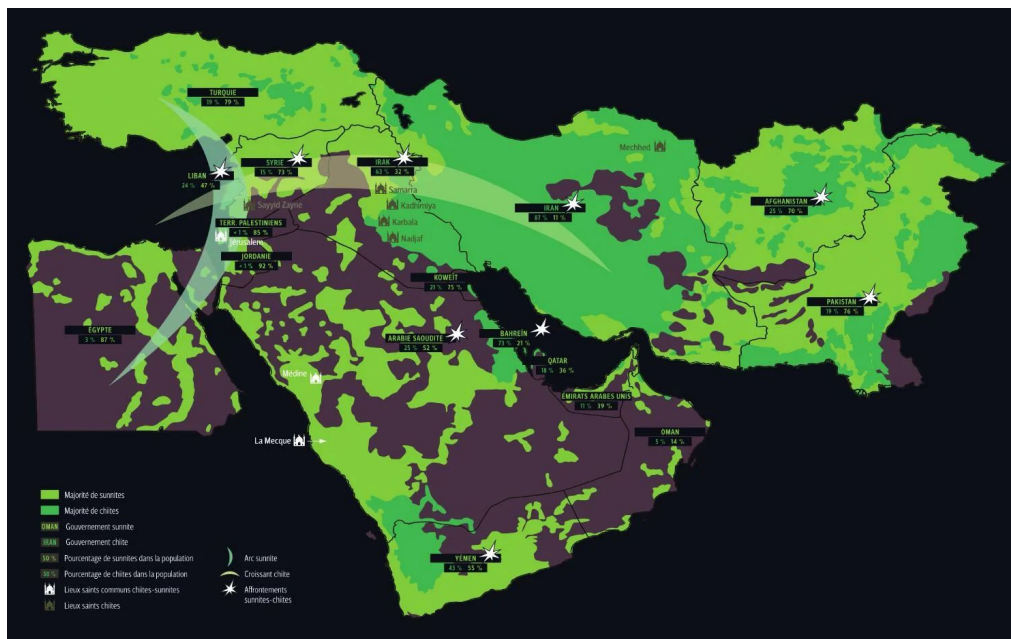 TURQUIE
19 % 79 %
SYRIE
15 % 73 %
IRAK
63 % 32 %
LIBAN
24 % 47 %
Mechhed
Samarra
Kadhimiya
Karbala
Nadjaf
Sayyid Zayne
IRAN
87 % 11 %
AFGHANISTAN
25 % 70 %
TERR. PALESTINIENS
<1 % 85 %
Jérusalem
JORDANIE
<1 % 92 %
KOWEÏT
21 % 75 %
PAKISTAN
19 % 76 %
ÉGYPTE
3 % 87 %
ARABIE SAOUDITE
25 % 52 %
BAHREÏN
73 % 21 %
QATAR
18 % 36 %
Médine
ÉMIRATS ARABES UNIS
11 % 39 %
La Mecque
OMAN
5 % 14 %
YÉMEN
43 % 55 %
Majorité de sunnites
Majorité de chiites
OMAN Gouvernement sunnite
IRAN Gouvernement chite
50 % Pourcentage de sunnites dans la population
30 % Pourcentage de chiites dans la population
Lieux saints communs chiites-sunnites
Lieux saints chiites
Arc sunnite
Croissant chite
Affrontements
sunnites-chiites